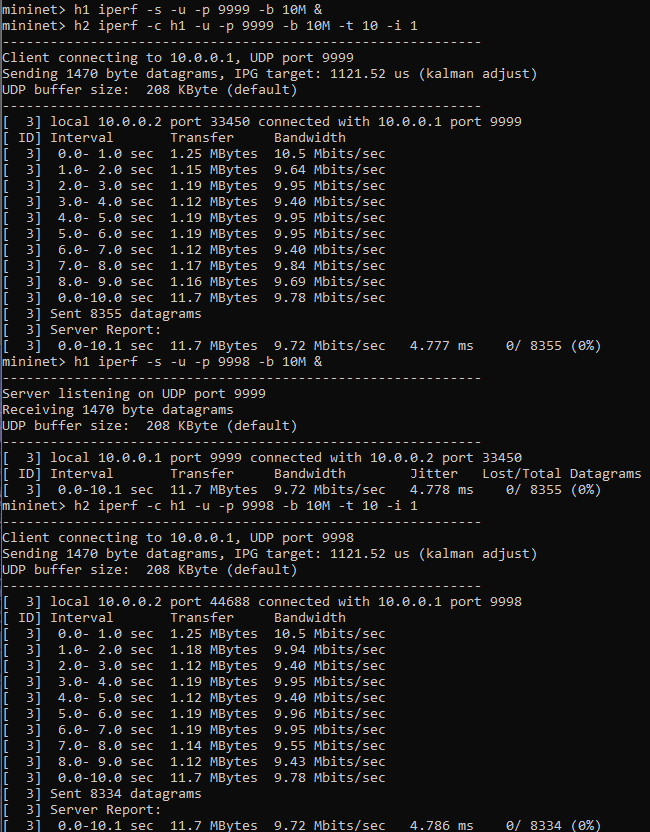 mininet> h1 iperf -s -u -p 9999 -b 10M &
mininet> h2 iperf -c h1 -u -p 9999 -b 10M -t 10 -i 1
------------------------------------------------------------
Client connecting to 10.0.0.1, UDP port 9999
Sending 1470 byte datagrams, IPG target: 1121.52 us (kalman adjust)
UDP buffer size:  208 KByte (default)
------------------------------------------------------------
[  3] local 10.0.0.2 port 33450 connected with 10.0.0.1 port 9999
[ ID] Interval       Transfer     Bandwidth
[  3]  0.0- 1.0 sec  1.25 MBytes  10.5 Mbits/sec
[  3]  1.0- 2.0 sec  1.15 MBytes  9.64 Mbits/sec
[  3]  2.0- 3.0 sec  1.19 MBytes  9.95 Mbits/sec
[  3]  3.0- 4.0 sec  1.12 MBytes  9.40 Mbits/sec
[  3]  4.0- 5.0 sec  1.19 MBytes  9.95 Mbits/sec
[  3]  5.0- 6.0 sec  1.19 MBytes  9.95 Mbits/sec
[  3]  6.0- 7.0 sec  1.12 MBytes  9.40 Mbits/sec
[  3]  7.0- 8.0 sec  1.17 MBytes  9.84 Mbits/sec
[  3]  8.0- 9.0 sec  1.16 MBytes  9.69 Mbits/sec
[  3]  0.0-10.0 sec  11.7 MBytes  9.78 Mbits/sec
[  3] Sent 8355 datagrams
[  3] Server Report:
[  3]  0.0-10.1 sec  11.7 MBytes  9.72 Mbits/sec   4.777 ms    0/ 8355 (0%)
mininet> h1 iperf -s -u -p 9998 -b 10M &
------------------------------------------------------------
Server listening on UDP port 9999
Receiving 1470 byte datagrams
UDP buffer size:  208 KByte (default)
------------------------------------------------------------
[  3] local 10.0.0.1 port 9999 connected with 10.0.0.2 port 33450
[ ID] Interval       Transfer     Bandwidth        Jitter   Lost/Total Datagrams
[  3]  0.0-10.1 sec  11.7 MBytes  9.72 Mbits/sec   4.778 ms    0/ 8355 (0%)
mininet> h2 iperf -c h1 -u -p 9998 -b 10M -t 10 -i 1
------------------------------------------------------------
Client connecting to 10.0.0.1, UDP port 9998
Sending 1470 byte datagrams, IPG target: 1121.52 us (kalman adjust)
UDP buffer size:  208 KByte (default)
------------------------------------------------------------
[  3] local 10.0.0.2 port 44688 connected with 10.0.0.1 port 9998
[ ID] Interval       Transfer     Bandwidth
[  3]  0.0- 1.0 sec  1.25 MBytes  10.5 Mbits/sec
[  3]  1.0- 2.0 sec  1.18 MBytes  9.94 Mbits/sec
[  3]  2.0- 3.0 sec  1.12 MBytes  9.40 Mbits/sec
[  3]  3.0- 4.0 sec  1.19 MBytes  9.95 Mbits/sec
[  3]  4.0- 5.0 sec  1.12 MBytes  9.40 Mbits/sec
[  3]  5.0- 6.0 sec  1.19 MBytes  9.96 Mbits/sec
[  3]  6.0- 7.0 sec  1.19 MBytes  9.95 Mbits/sec
[  3]  7.0- 8.0 sec  1.14 MBytes  9.55 Mbits/sec
[  3]  8.0- 9.0 sec  1.12 MBytes  9.43 Mbits/sec
[  3]  0.0-10.0 sec  11.7 MBytes  9.78 Mbits/sec
[  3] Sent 8334 datagrams
[  3] Server Report:
[  3]  0.0-10.1 sec  11.7 MBytes  9.72 Mbits/sec   4.786 ms    0/ 8334 (0%)